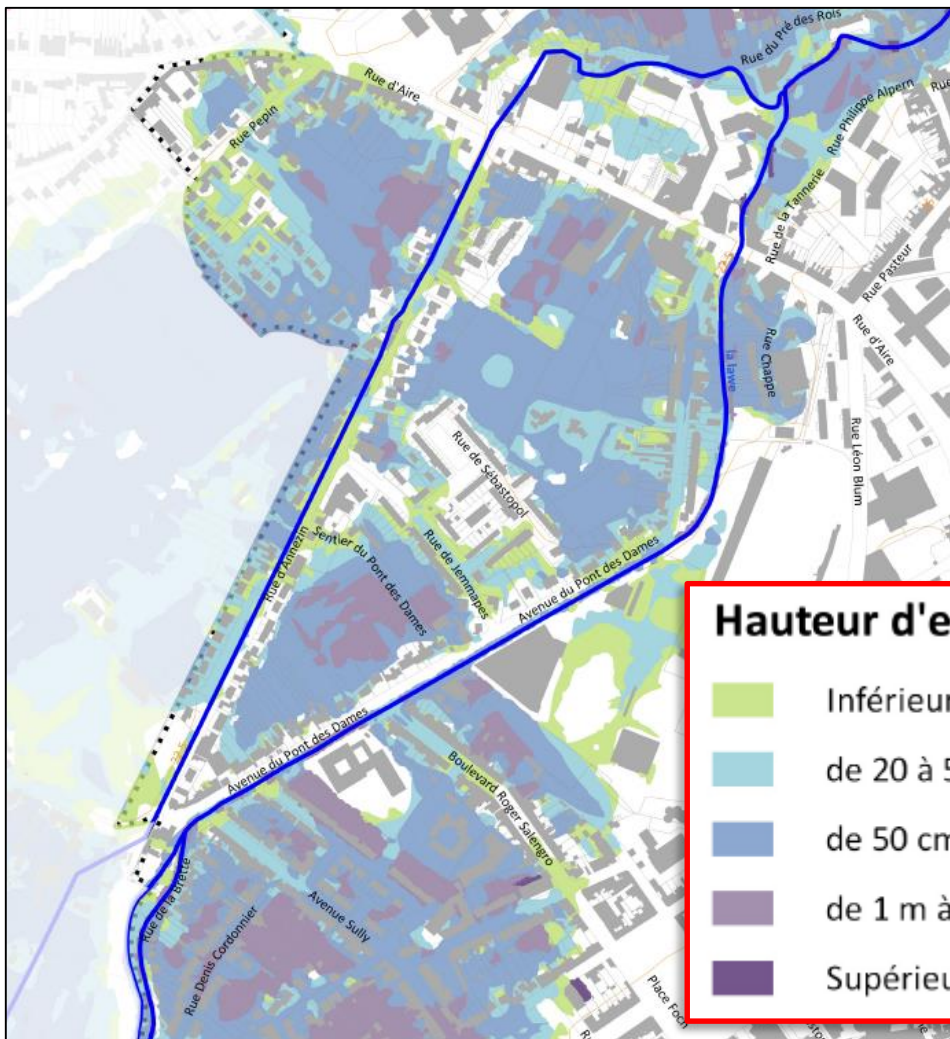 Rue du Pré des Rois
Rue d'Aire
Rue Pepin
Rue Philippe Alpern
Rue
Rue de la Tannerie
Rue Pasteur
Rue d'Aire
la lawe
Rue Chappe
Rue Léon Blum
Rue de Sébastopol
Rue d'Annezin
Sentier du Pont des Dames
Rue de Jemmapes
Avenue du Pont des Dames
Avenue du Pont des Dames
Boulevard Roger Salengro
Rue de la Brette
Avenue Sully
Rue Denis Cordonnier
Place Foch
Hauteur d'e
Inférieur
de 20 à 5
de 50 cm
de 1 m à
Supérieu